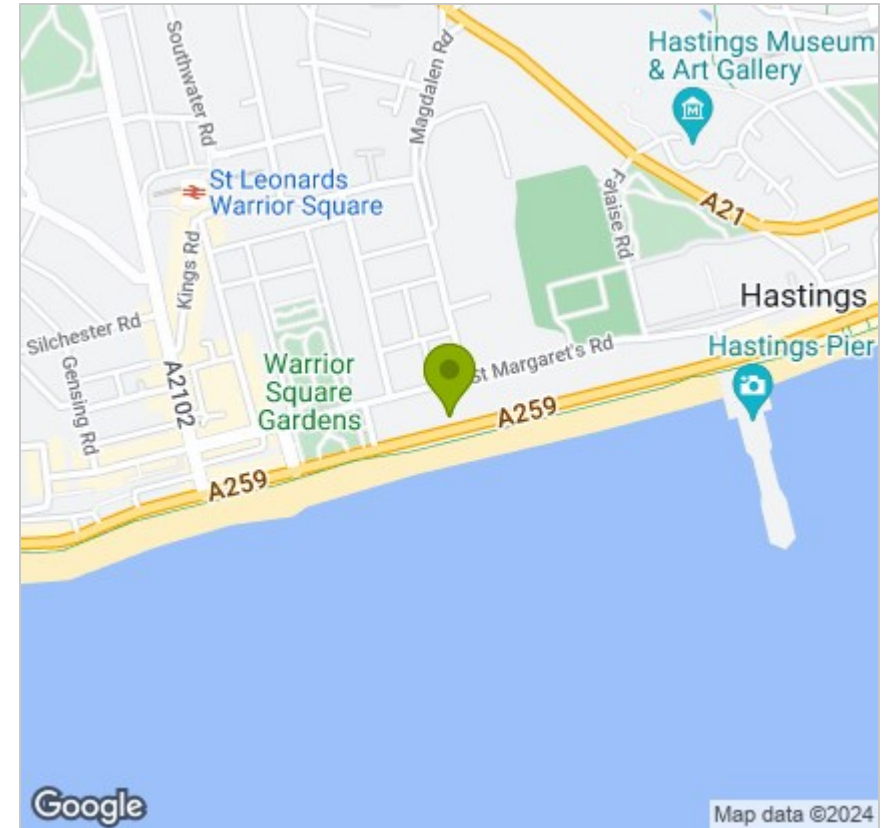 Southwater Rd
Magdalen Rd
Hastings Museum
& Art Gallery
St Leonards
Warrior Square
Falaise Rd
A21
Kings Rd
Hastings
Silchester Rd
Gensing Rd
A2102
Warrior
Square
Gardens
St Margaret's Rd
Hastings Pier
A259
A259
Google
Map data ©2024